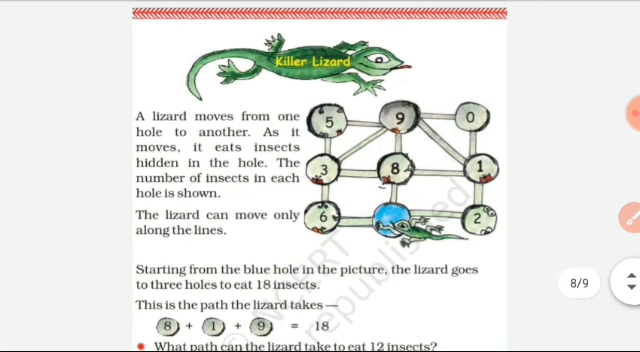 Killer Lizard
A lizard moves from one
hole to another. As it
moves, it eats insects
hidden in the hole. The
number of insects in each
hole is shown.
The lizard can move only
along the lines.
5 9 0
3 8 1
6 2
Starting from the blue hole in the picture, the lizard goes
to three holes to eat 18 insects.
This is the path the lizard takes —
8 + 1 + 9 = 18
• What path can the lizard take to eat 12 insects?
8/9
NCERT
republished